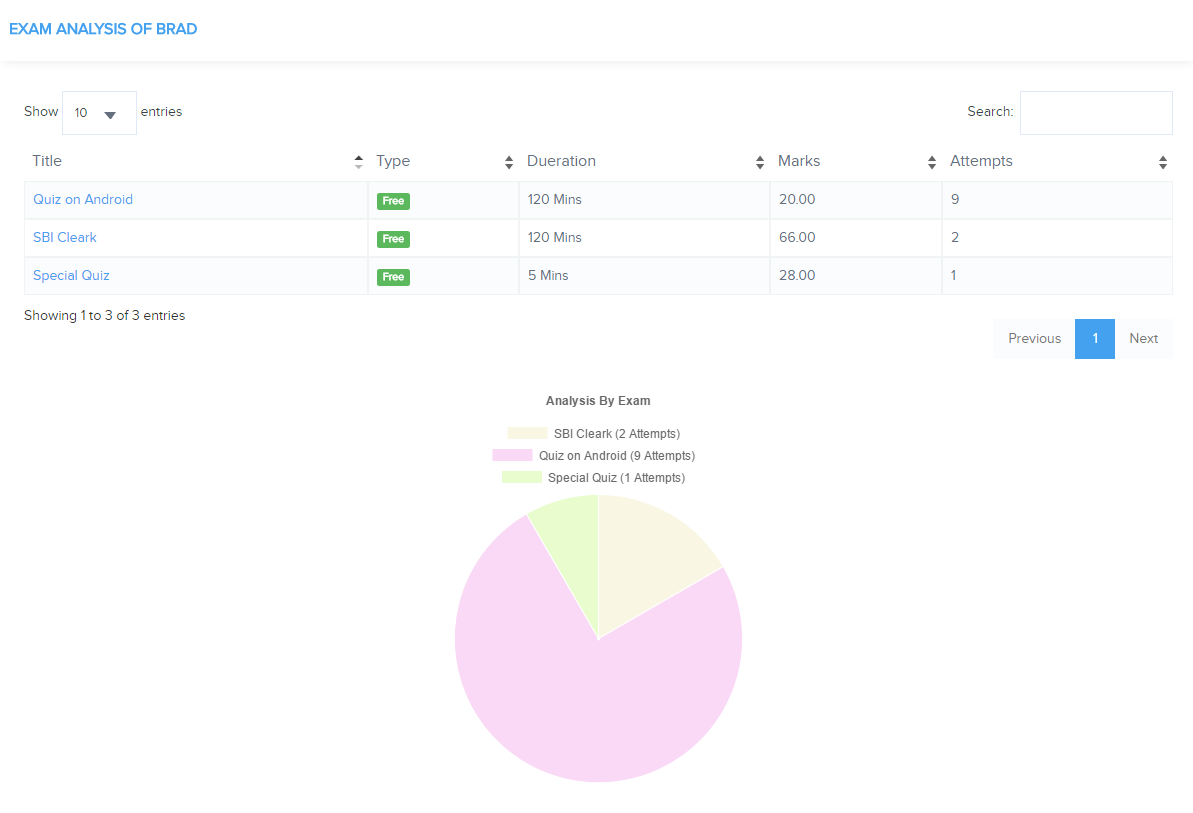 EXAM ANALYSIS OF BRAD
Show 10 entries Search:
Title Type Dueration Marks Attempts
Quiz on Android Free 120 Mins 20.00 9
SBI Cleark Free 120 Mins 66.00 2
Special Quiz Free 5 Mins 28.00 1
Showing 1 to 3 of 3 entries
Previous 1 Next
Analysis By Exam
SBI Cleark (2 Attempts)
Quiz on Android (9 Attempts)
Special Quiz (1 Attempts)